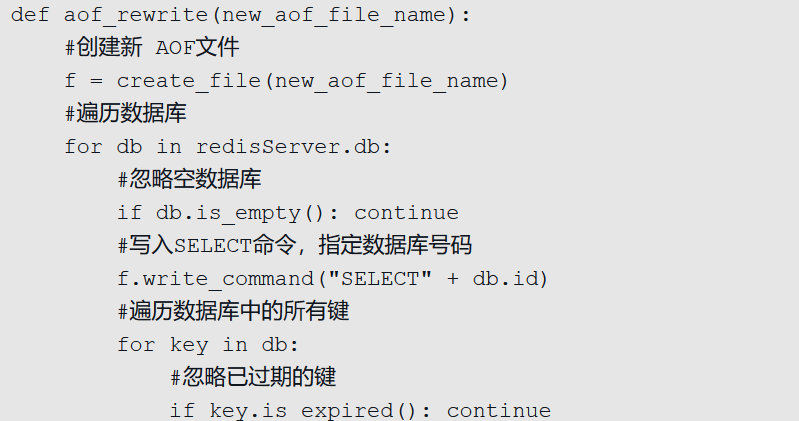 def aof_rewrite(new_aof_file_name):
    #创建新 AOF文件
    f = create_file(new_aof_file_name)
    #遍历数据库
    for db in redisServer.db:
        #忽略空数据库
        if db.is_empty(): continue
        #写入SELECT命令，指定数据库号码
        f.write_command("SELECT" + db.id)
        #遍历数据库中的所有键
        for key in db:
            #忽略已过期的键
            if key.is_expired(): continue